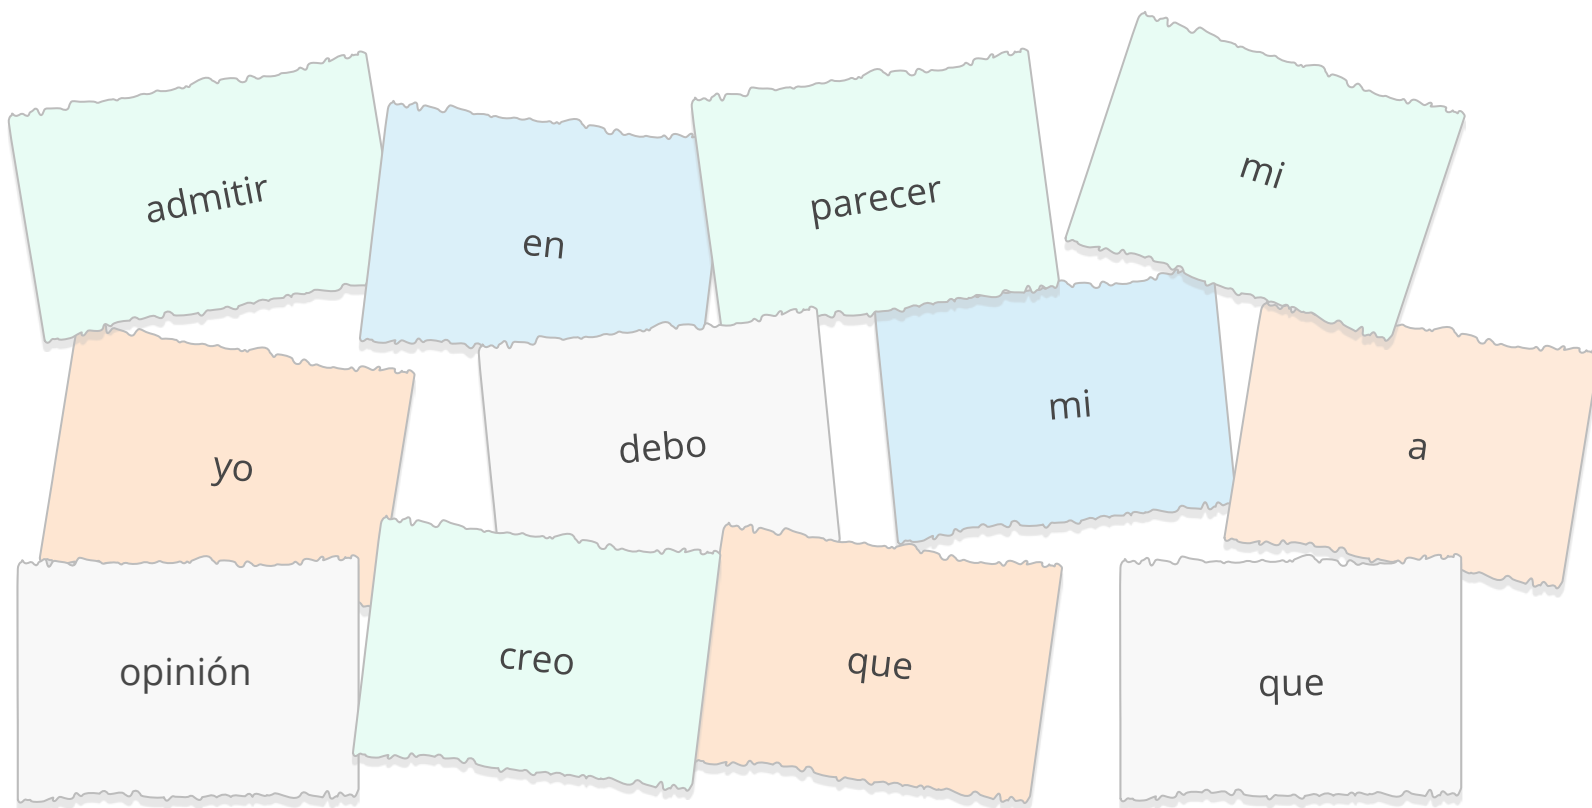 admitir
en
parecer
mi
yo
debo
mi
a
opinión
creo
que
que